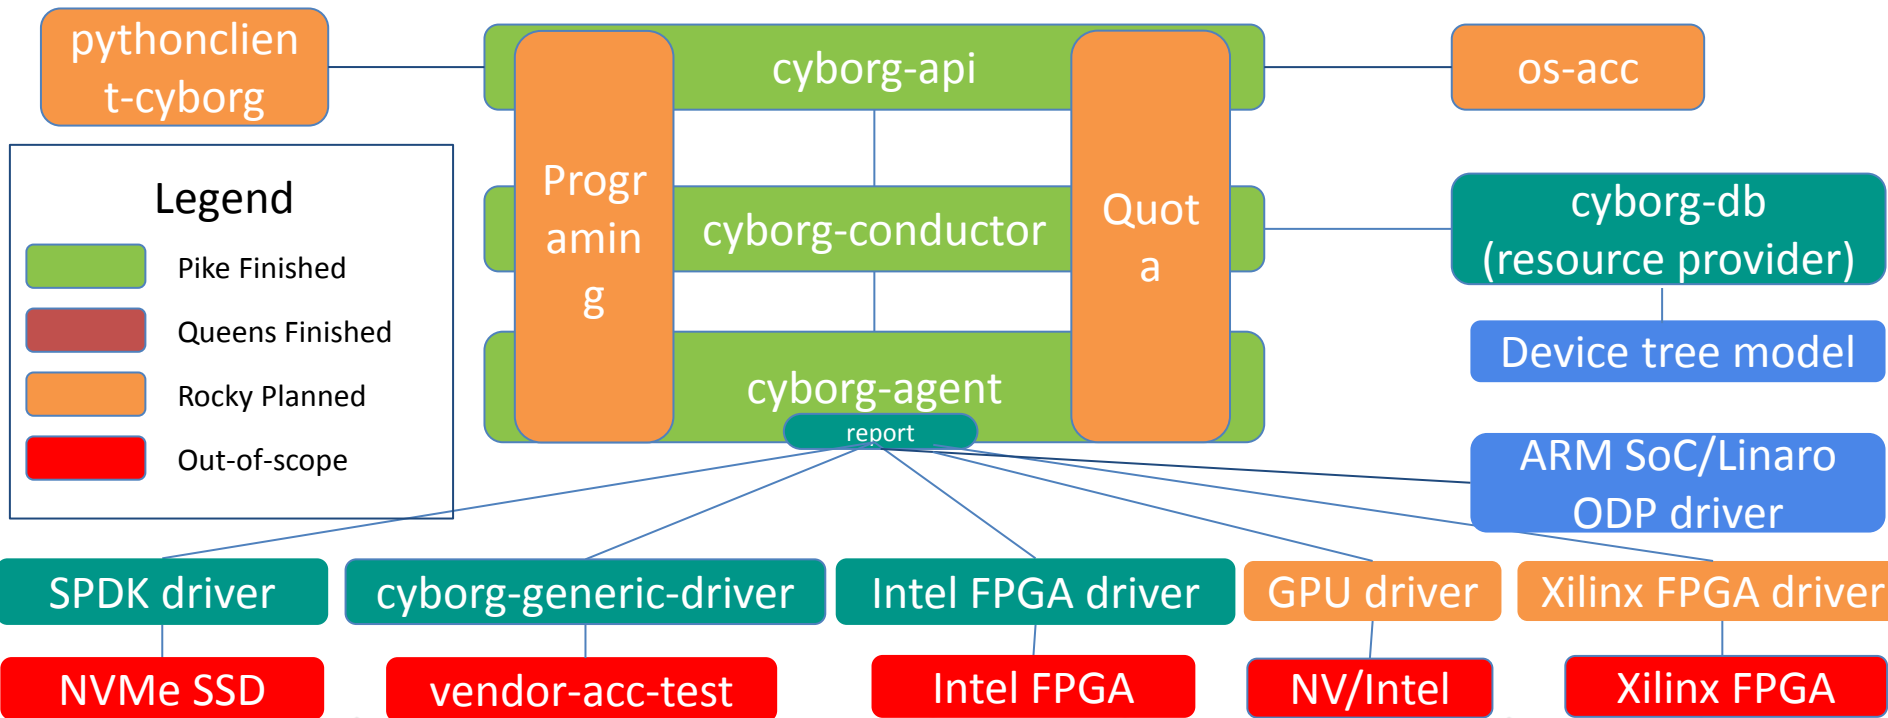 pythonclien
t-cyborg
cyborg-api
os-acc
Legend
Pike Finished
Queens Finished
Rocky Planned
Out-of-scope
Progr
amin
g
cyborg-conductor
Quot
a
cyborg-db
(resource provider)
Device tree model
cyborg-agent
report
ARM SoC/Linaro
ODP driver
SPDK driver
cyborg-generic-driver
Intel FPGA driver
GPU driver
Xilinx FPGA driver
NVMe SSD
vendor-acc-test
Intel FPGA
NV/Intel
Xilinx FPGA